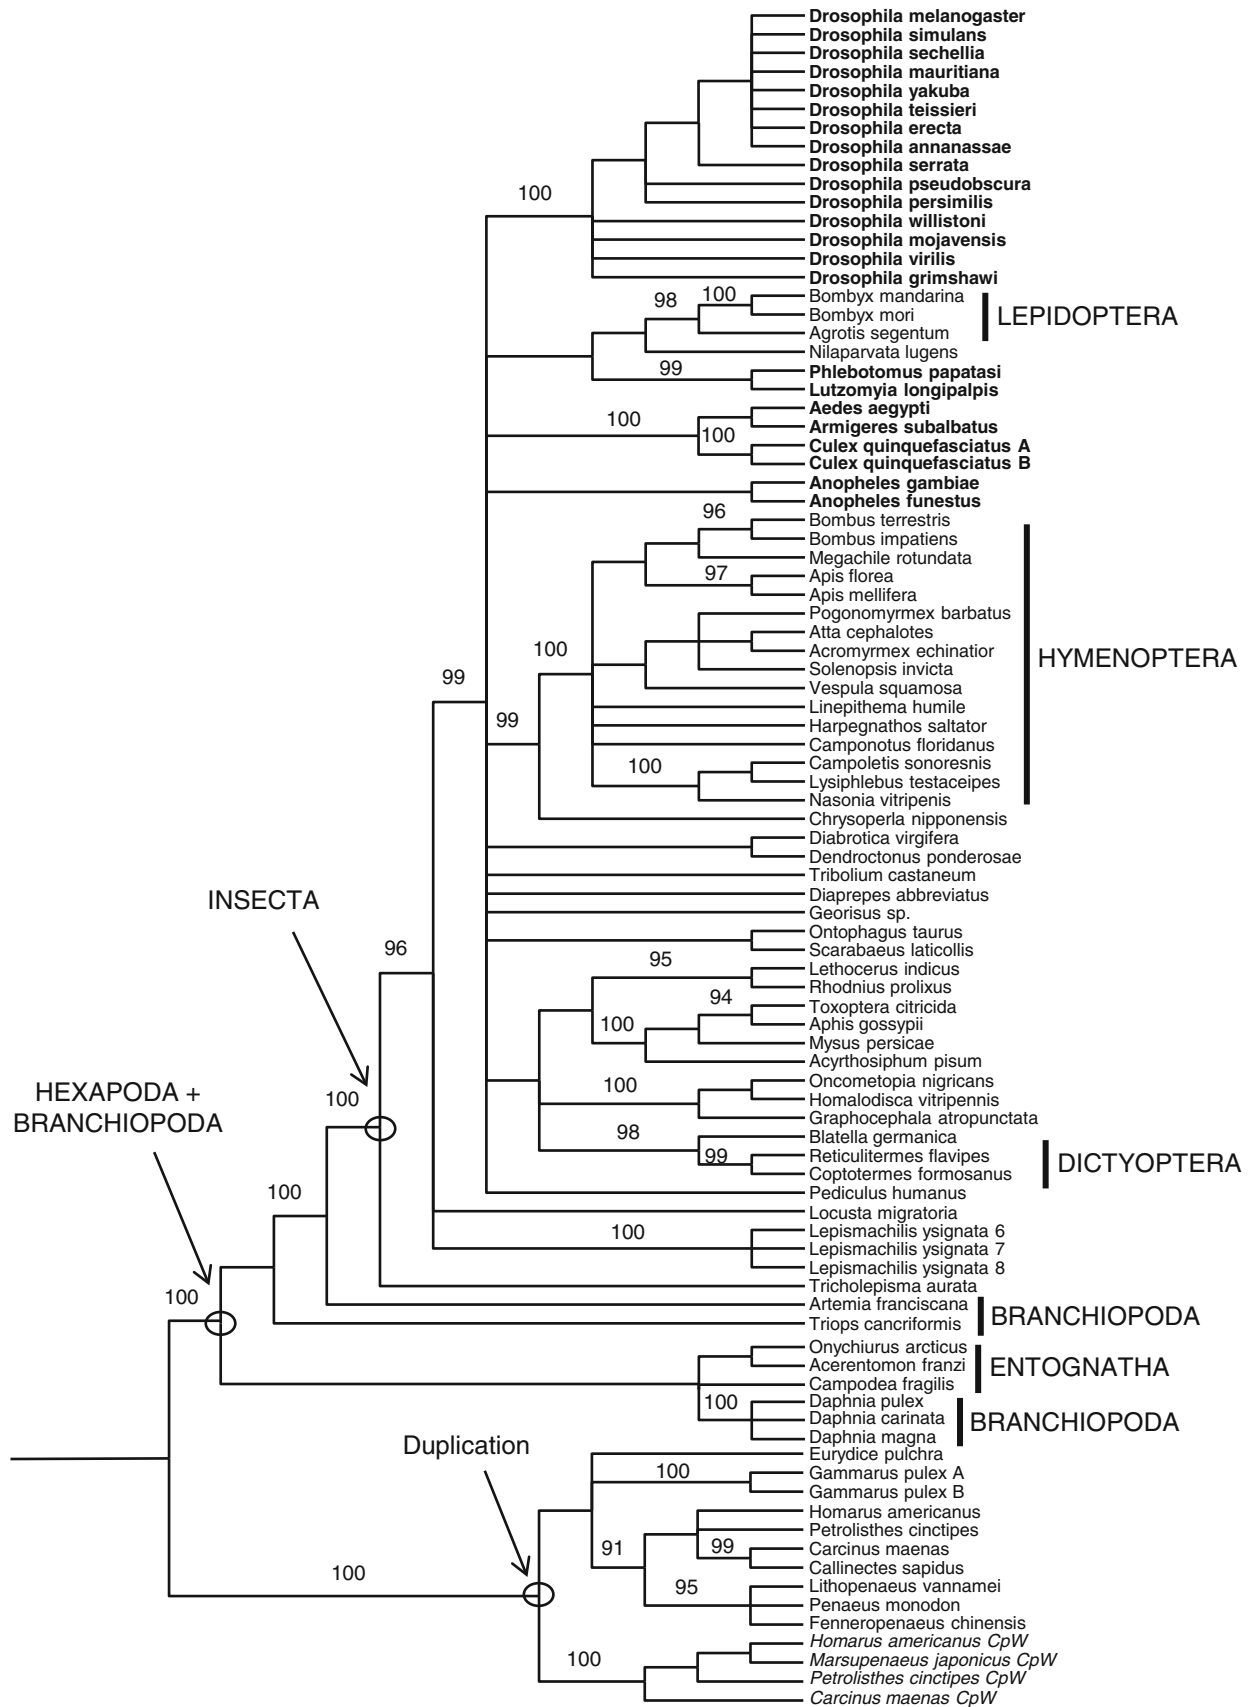 Drosophila melanogaster
Drosophila simulans
Drosophila sechellia
Drosophila mauritiana
Drosophila yakuba
Drosophila teissieri
Drosophila erecta
Drosophila annanassae
Drosophila serrata
Drosophila pseudobscura
100
Drosophila persimilis
Drosophila willistoni
Drosophila mojavensis
Drosophila virilis
Drosophila grimshawi
98
100
Bombyx mandarina
Bombyx mori
LEPIDOPTERA
Agrotis segentum
Nilaparvata lugens
99
Phlebotomus papatasi
Lutzomyia longipalpis
Aedes aegypti
100
Armigeres subalbatus
100
Culex quinquefasciatus A
Culex quinquefasciatus B
Anopheles gambiae
Anopheles funestus
96
Bombus terrestris
Bombus impatiens
Megachile rotundata
97
Apis florea
Apis mellifera
Pogonomyrmex barbatus
Atta cephalotes
100
Acromyrmex echinatior
HYMENOPTERA
Solenopsis invicta
99
Vespula squamosa
Linepithema humile
99
Harpegnathos saltator
Camponotus floridanus
100
Campoletis sonoresnis
Lysiphlebus testaceipes
Nasonia vitripenis
Chrysoperla nipponensis
Diabrotica virgifera
Dendroctonus ponderosae
Tribolium castaneum
INSECTA
Diaprepes abbreviatus
Georisus sp.
Ontophagus taurus
96
Scarabaeus laticollis
95
Lethocerus indicus
Rhodnius prolixus
94
Toxoptera citricida
100
Aphis gossypii
Mysus persicae
Acyrthosiphum pisum
HEXAPODA +
BRANCHIOPODA
100
100
Oncometopia nigricans
Homalodisca vitripennis
Graphocephala atropunctata
98
Blatella germanica
99
Reticulitermes flavipes
DICTYOPTERA
Coptotermes formosanus
100
Pediculus humanus
Locusta migratoria
100
Lepismachilis ysignata 6
Lepismachilis ysignata 7
Lepismachilis ysignata 8
Tricholepisma aurata
100
Artemia franciscana
BRANCHIOPODA
Triops cancriformis
Onychiurus arcticus
Acerentomon franzi
ENTOGNATHA
Campodea fragilis
100
Daphnia pulex
Daphnia carinata
BRANCHIOPODA
Daphnia magna
Duplication
Eurydice pulchra
100
Gammarus pulex A
Gammarus pulex B
Homarus americanus
Petrolisthes cinctipes
91
99
Carcinus maenas
Callinectes sapidus
100
95
Lithopenaeus vannamei
Penaeus monodon
Fenneropenaeus chinensis
Homarus americanus CpW
100
Marsupenaeus japonicus CpW
Petrolisthes cinctipes CpW
Carcinus maenas CpW